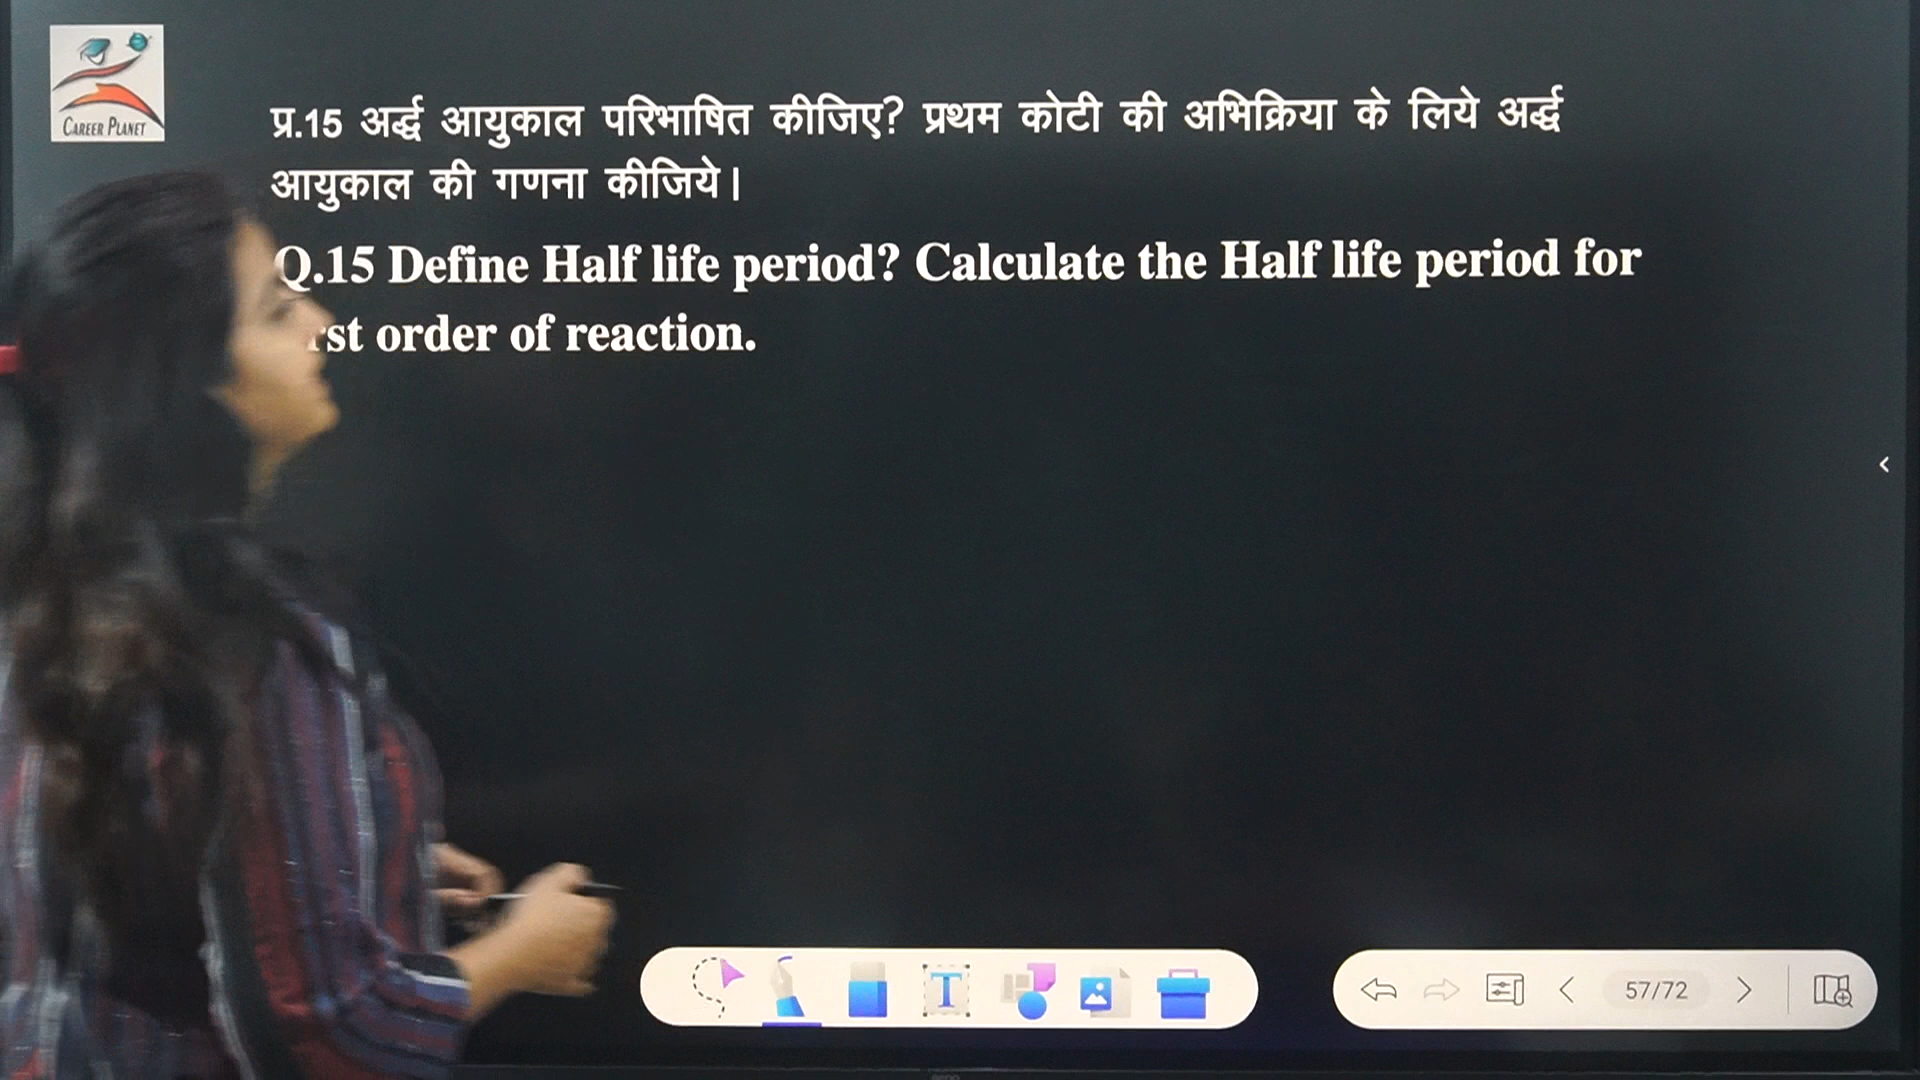 CAREER PLANET
प्र.15 अर्द्ध आयुकाल परिभाषित कीजिए? प्रथम कोटी की अभिक्रिया के लिये अर्द्ध
आयुकाल की गणना कीजिये।
Q.15 Define Half life period? Calculate the Half life period for
order of reaction.
T
57/72